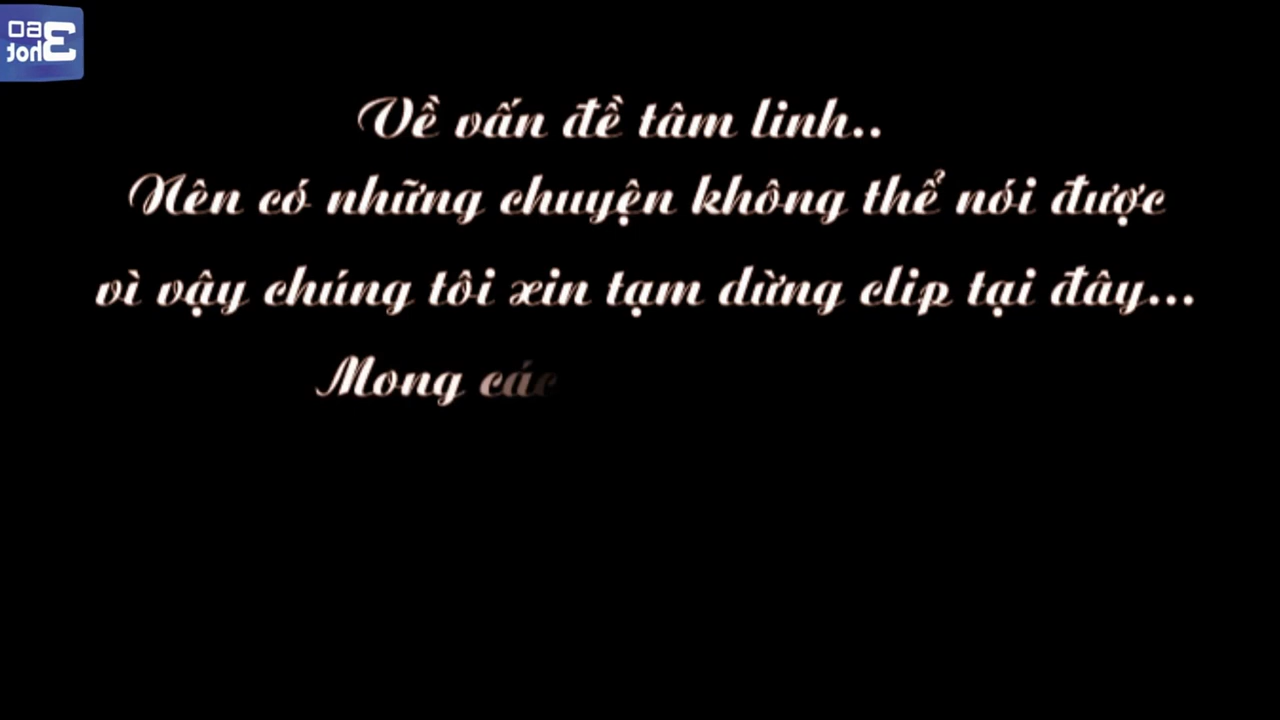 Về vấn đề tâm linh..
Nên có những chuyện không thể nói được
vì vậy chúng tôi xin tạm dừng clip tại đây...
Mong các